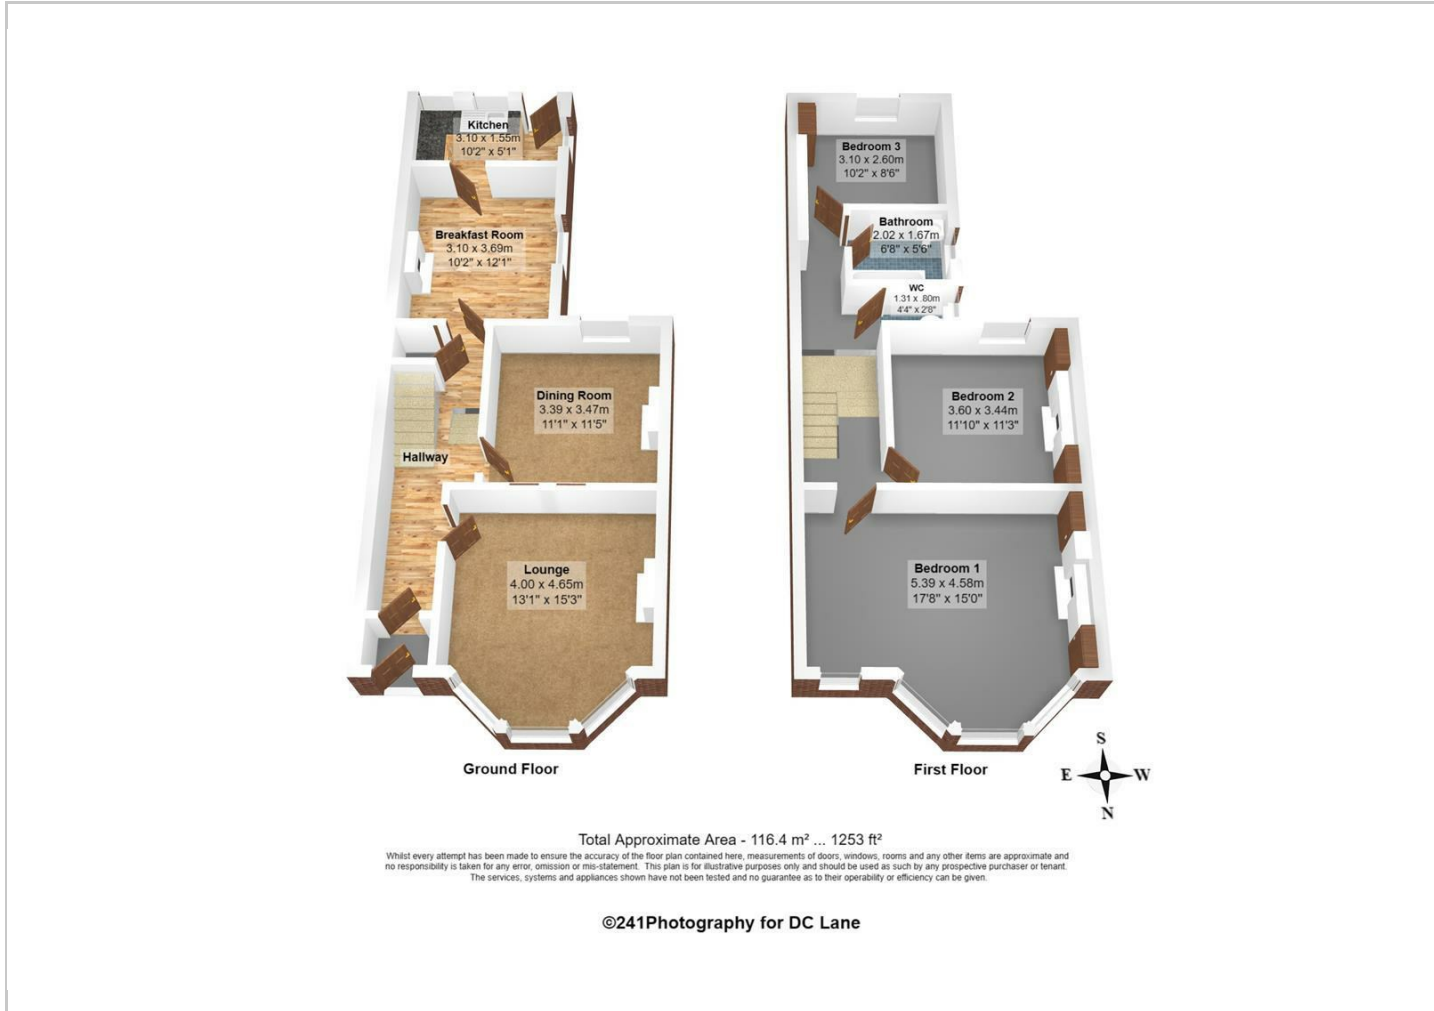 Kitchen
3.10 x 1.55m
10'2" x 5'1"
Breakfast Room
3.10 x 3.69m
10'2" x 12'1"
Dining Room
3.39 x 3.47m
11'1" x 11'5"
Hallway
Lounge
4.00 x 4.65m
13'1" x 15'3"
Ground Floor
Bedroom 3
3.10 x 2.60m
10'2" x 8'6"
Bathroom
2.02 x 1.67m
6'8" x 5'6"
WC
1.31 x .80m
4'4" x 2'8"
Bedroom 2
3.60 x 3.44m
11'10" x 11'3"
Bedroom 1
5.39 x 4.58m
17'8" x 15'0"
First Floor
S
E W
N
Total Approximate Area - 116.4 m² ... 1253 ft²
Whilst every attempt has been made to ensure the accuracy of the floor plan contained here, measurements of doors, windows, rooms and any other items are approximate and
no responsibility is taken for any error, omission or mis-statement. This plan is for illustrative purposes only and should be used as such by any prospective purchaser or tenant.
The services, systems and appliances shown have not been tested and no guarantee as to their operability or efficiency can be given.
©241Photography for DC Lane